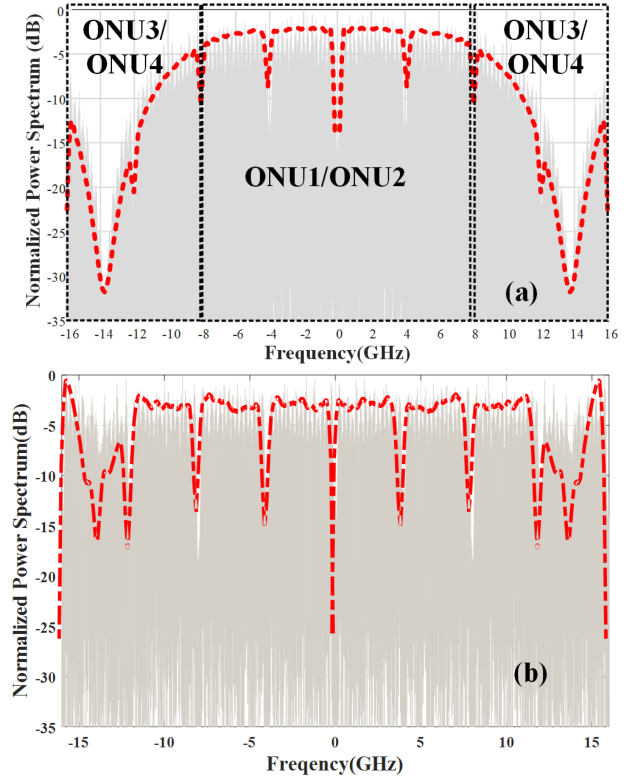 0
-5
-10
-15
-20
-25
-30
-35
Normalized Power Spectrum (dB)
ONU3/
ONU4
ONU3/
ONU4
ONU1/ONU2
(a)
-16 -14 -12 -10 -8 -6 -4 -2 0 2 4 6 8 10 12 14 16
Frequency(GHz)
0
-5
-10
-15
-20
-25
-30
-35
Normalized Power Spectrum(dB)
(b)
-15 -10 -5 0 5 10 15
Freqency(GHz)